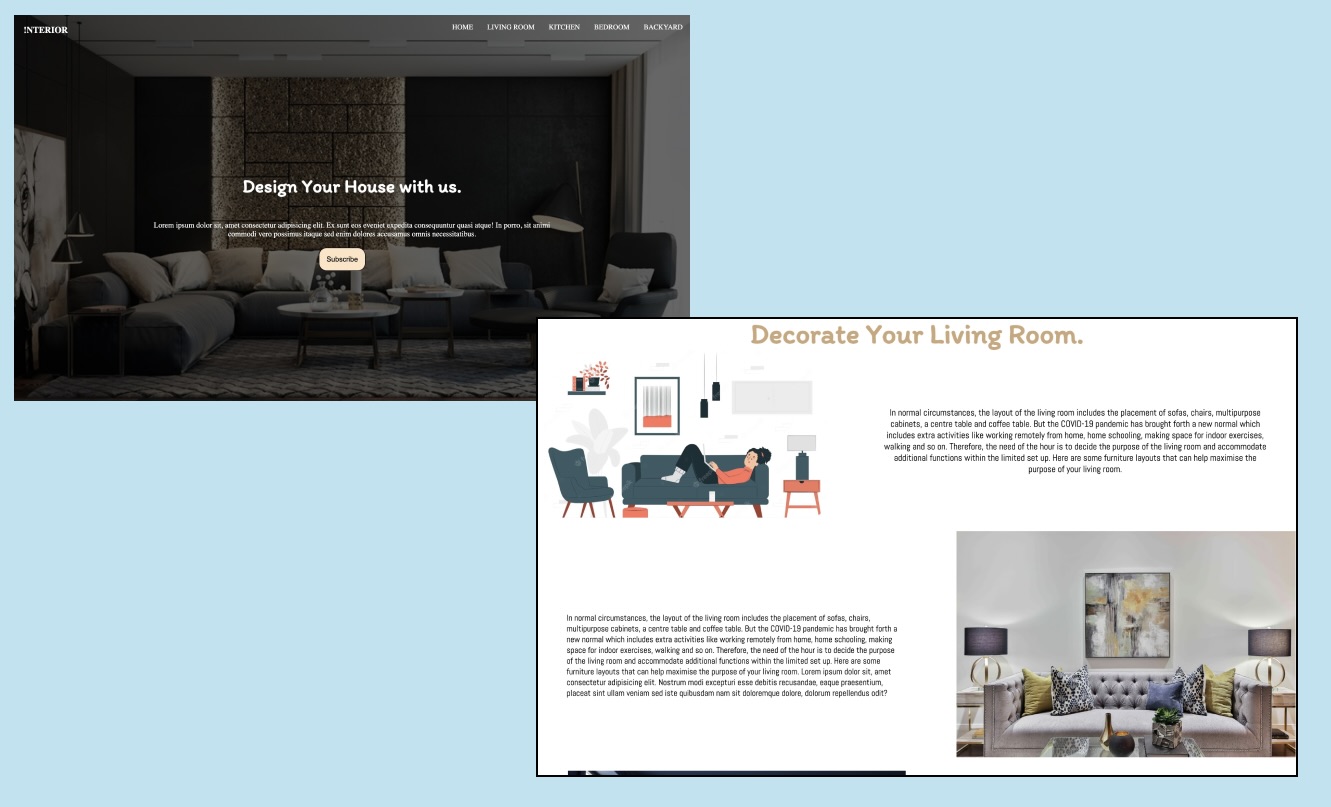 INTERIOR
HOME LIVING ROOM KITCHEN BEDROOM BACKYARD
Design Your House with us.
Lorem ipsum dolor sit, amet consectetur adipisicing elit. Ex sunt eos eveniet expedita consequuntur quasi atque! In porro, sit animi
commodi vero possimus itaque sed enim dolores accusamus omnis necessitatibus.
Subscribe
Decorate Your Living Room.
In normal circumstances, the layout of the living room includes the placement of sofas, chairs, multipurpose
cabinets, a centre table and coffee table. But the COVID-19 pandemic has brought forth a new normal which
includes extra activities like working remotely from home, home schooling, making space for indoor exercises,
walking and so on. Therefore, the need of the hour is to decide the purpose of the living room and accommodate
additional functions within the limited set up. Here are some furniture layouts that can help maximise the
purpose of your living room.
In normal circumstances, the layout of the living room includes the placement of sofas, chairs,
multipurpose cabinets, a centre table and coffee table. But the COVID-19 pandemic has brought forth a
new normal which includes extra activities like working remotely from home, home schooling, making
space for indoor exercises, walking and so on. Therefore, the need of the hour is to decide the purpose
of the living room and accommodate additional functions within the limited set up. Here are some
furniture layouts that can help maximise the purpose of your living room. Lorem ipsum dolor sit, amet
consectetur adipisicing elit. Nostrum modi excepturi esse debitis recusandae, eaque praesentium,
placeat sint ullam veniam sed iste quibusdam nam sit doloremque dolore, dolorum repellendus odit?